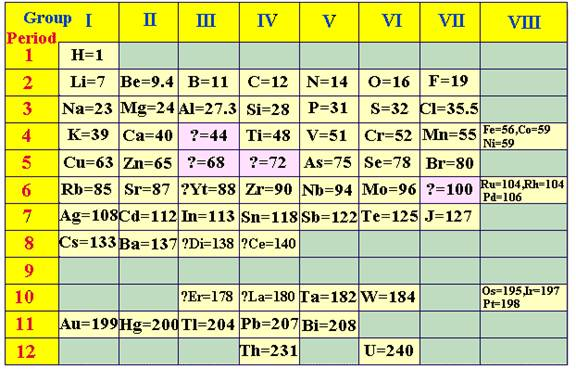 Group I II III IV V VI VII VIII
Period
1 H=1
2 Li=7 Be=9.4 B=11 C=12 N=14 O=16 F=19
3 Na=23 Mg=24 Al=27.3 Si=28 P=31 S=32 Cl=35.5
4 K=39 Ca=40 ?=44 Ti=48 V=51 Cr=52 Mn=55 Fe=56,Co=59
Ni=59
5 Cu=63 Zn=65 ?=68 ?=72 As=75 Se=78 Br=80
6 Rb=85 Sr=87 ?Yt=88 Zr=90 Nb=94 Mo=96 ?=100 Ru=104,Rh=104
Pd=106
7 Ag=108 Cd=112 In=113 Sn=118 Sb=122 Te=125 J=127
8 Cs=133 Ba=137 ?Di=138 ?Ce=140
9
10 ?Er=178 ?La=180 Ta=182 W=184 Os=195,Ir=197
Pt=198
11 Au=199 Hg=200 Tl=204 Pb=207 Bi=208
12 Th=231 U=240